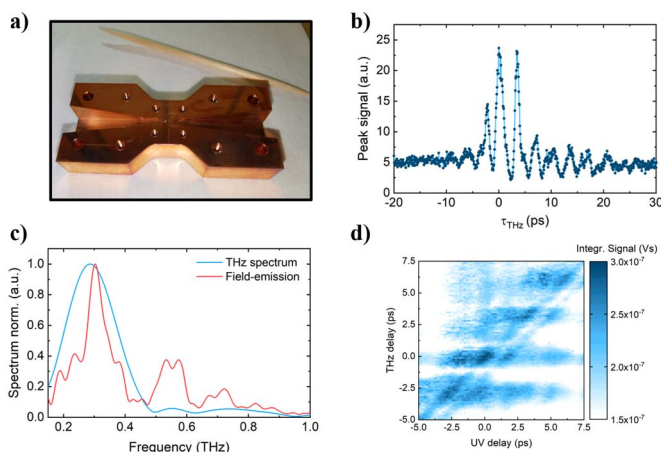 a)
b)
Peak signal (a.u.)
25
20
15
10
5
0
-20 -10 0 10 20 30
τTHz (ps)
c)
THz spectrum
Field-emission
Spectrum norm. (a.u.)
1.0
0.8
0.6
0.4
0.2
0.0
0.2 0.4 0.6 0.8 1.0
Frequency (THz)
d)
Integr. Signal (Vs)
THz delay (ps)
7.5
5.0
2.5
0.0
-2.5
-5.0
-5.0 -2.5 0.0 2.5 5.0 7.5
UV delay (ps)
3.0x10⁻⁷
2.5x10⁻⁷
2.0x10⁻⁷
1.5x10⁻⁷